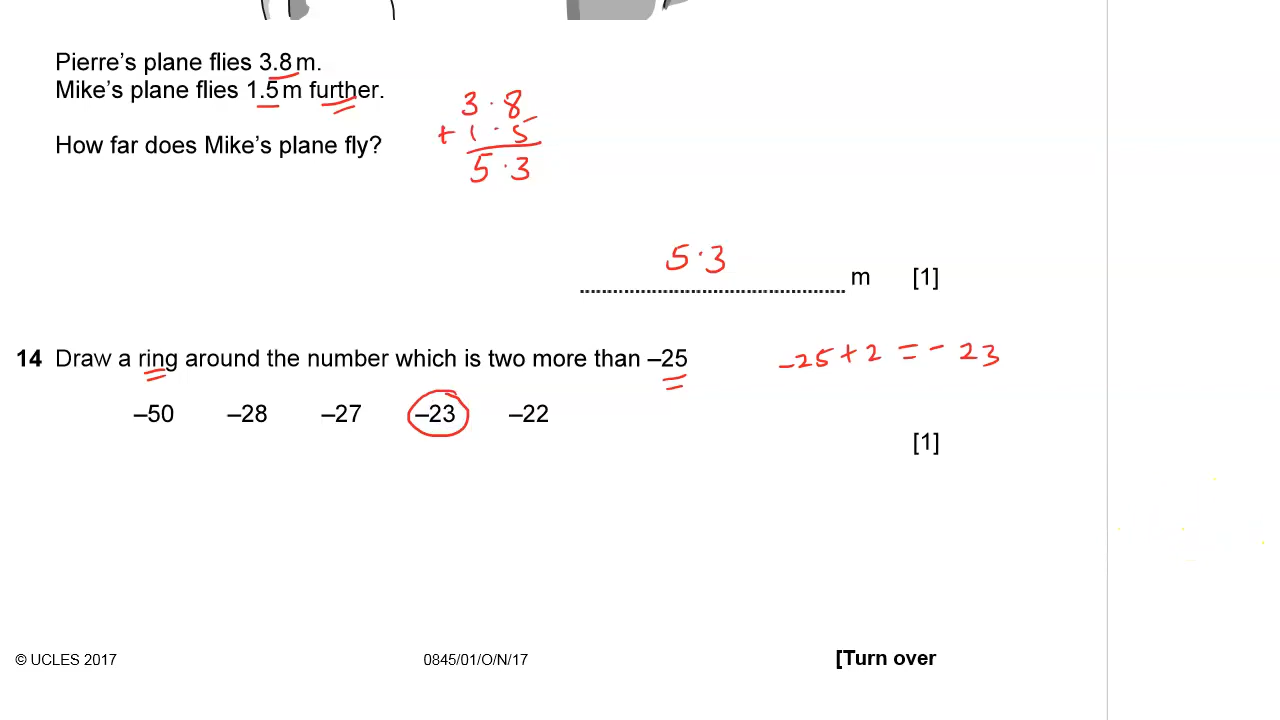 Pierre’s plane flies 3.8 m.
Mike’s plane flies 1.5 m further.
3.8
+ 1.5
5.3
How far does Mike’s plane fly?
5.3
.................................................. m [1]
14 Draw a ring around the number which is two more than –25
-25 + 2 = -23
–50 –28 –27 –23 –22
[1]
© UCLES 2017 0845/01/O/N/17 [Turn over